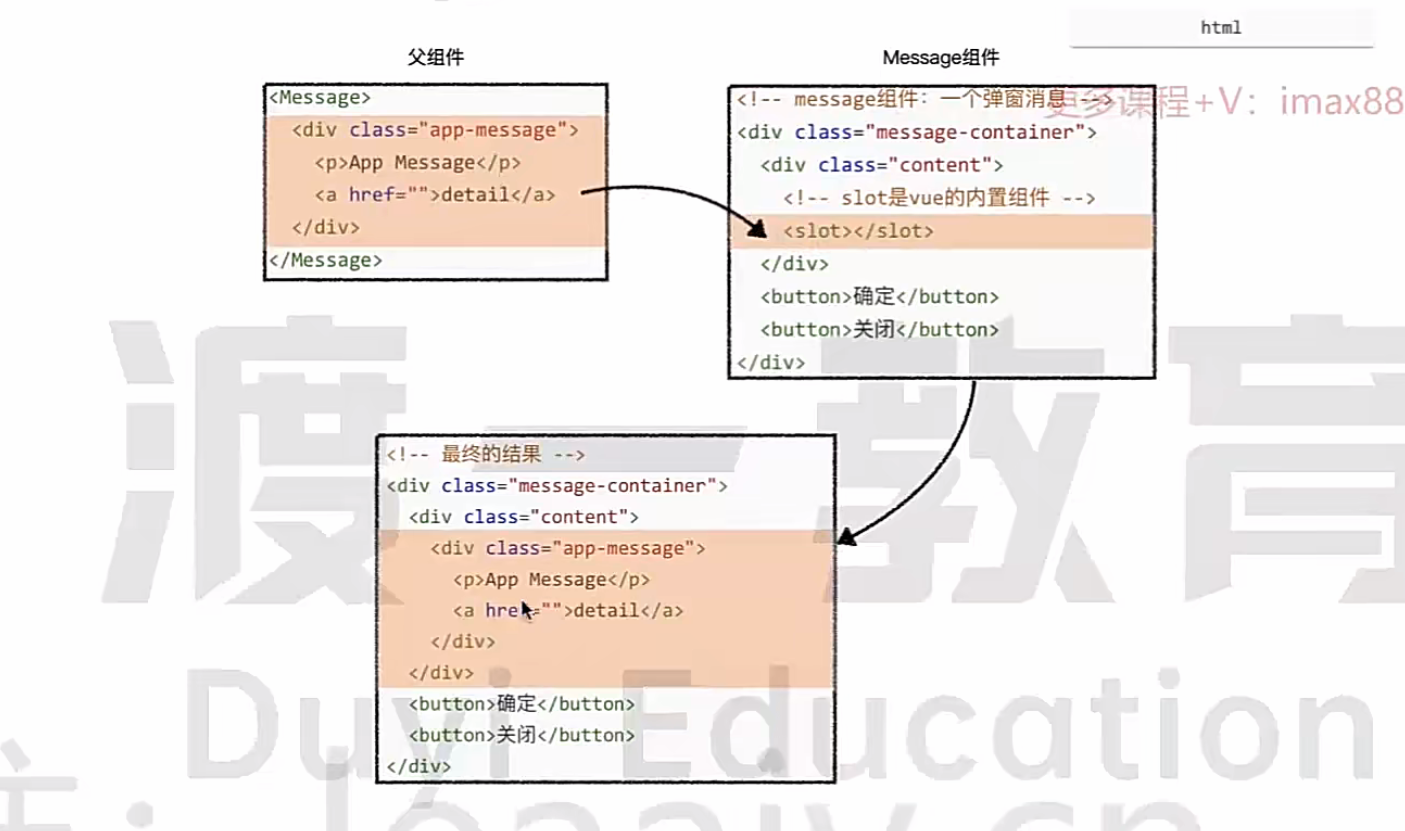 html
父组件
<Message>
<div class="app-message">
<p>App Message</p>
<a href="">detail</a>
</div>
</Message>
Message组件
<!-- message组件：一个弹窗消息 -->
更多课程+V：imax88
<div class="message-container">
<div class="content">
<!-- slot是vue的内置组件 -->
<slot></slot>
</div>
<button>确定</button>
<button>关闭</button>
</div>
<!-- 最终的结果 -->
<div class="message-container">
<div class="content">
<div class="app-message">
<p>App Message</p>
<a href="">detail</a>
</div>
</div>
<button>确定</button>
<button>关闭</button>
</div>
渡一教育
Duyi Education